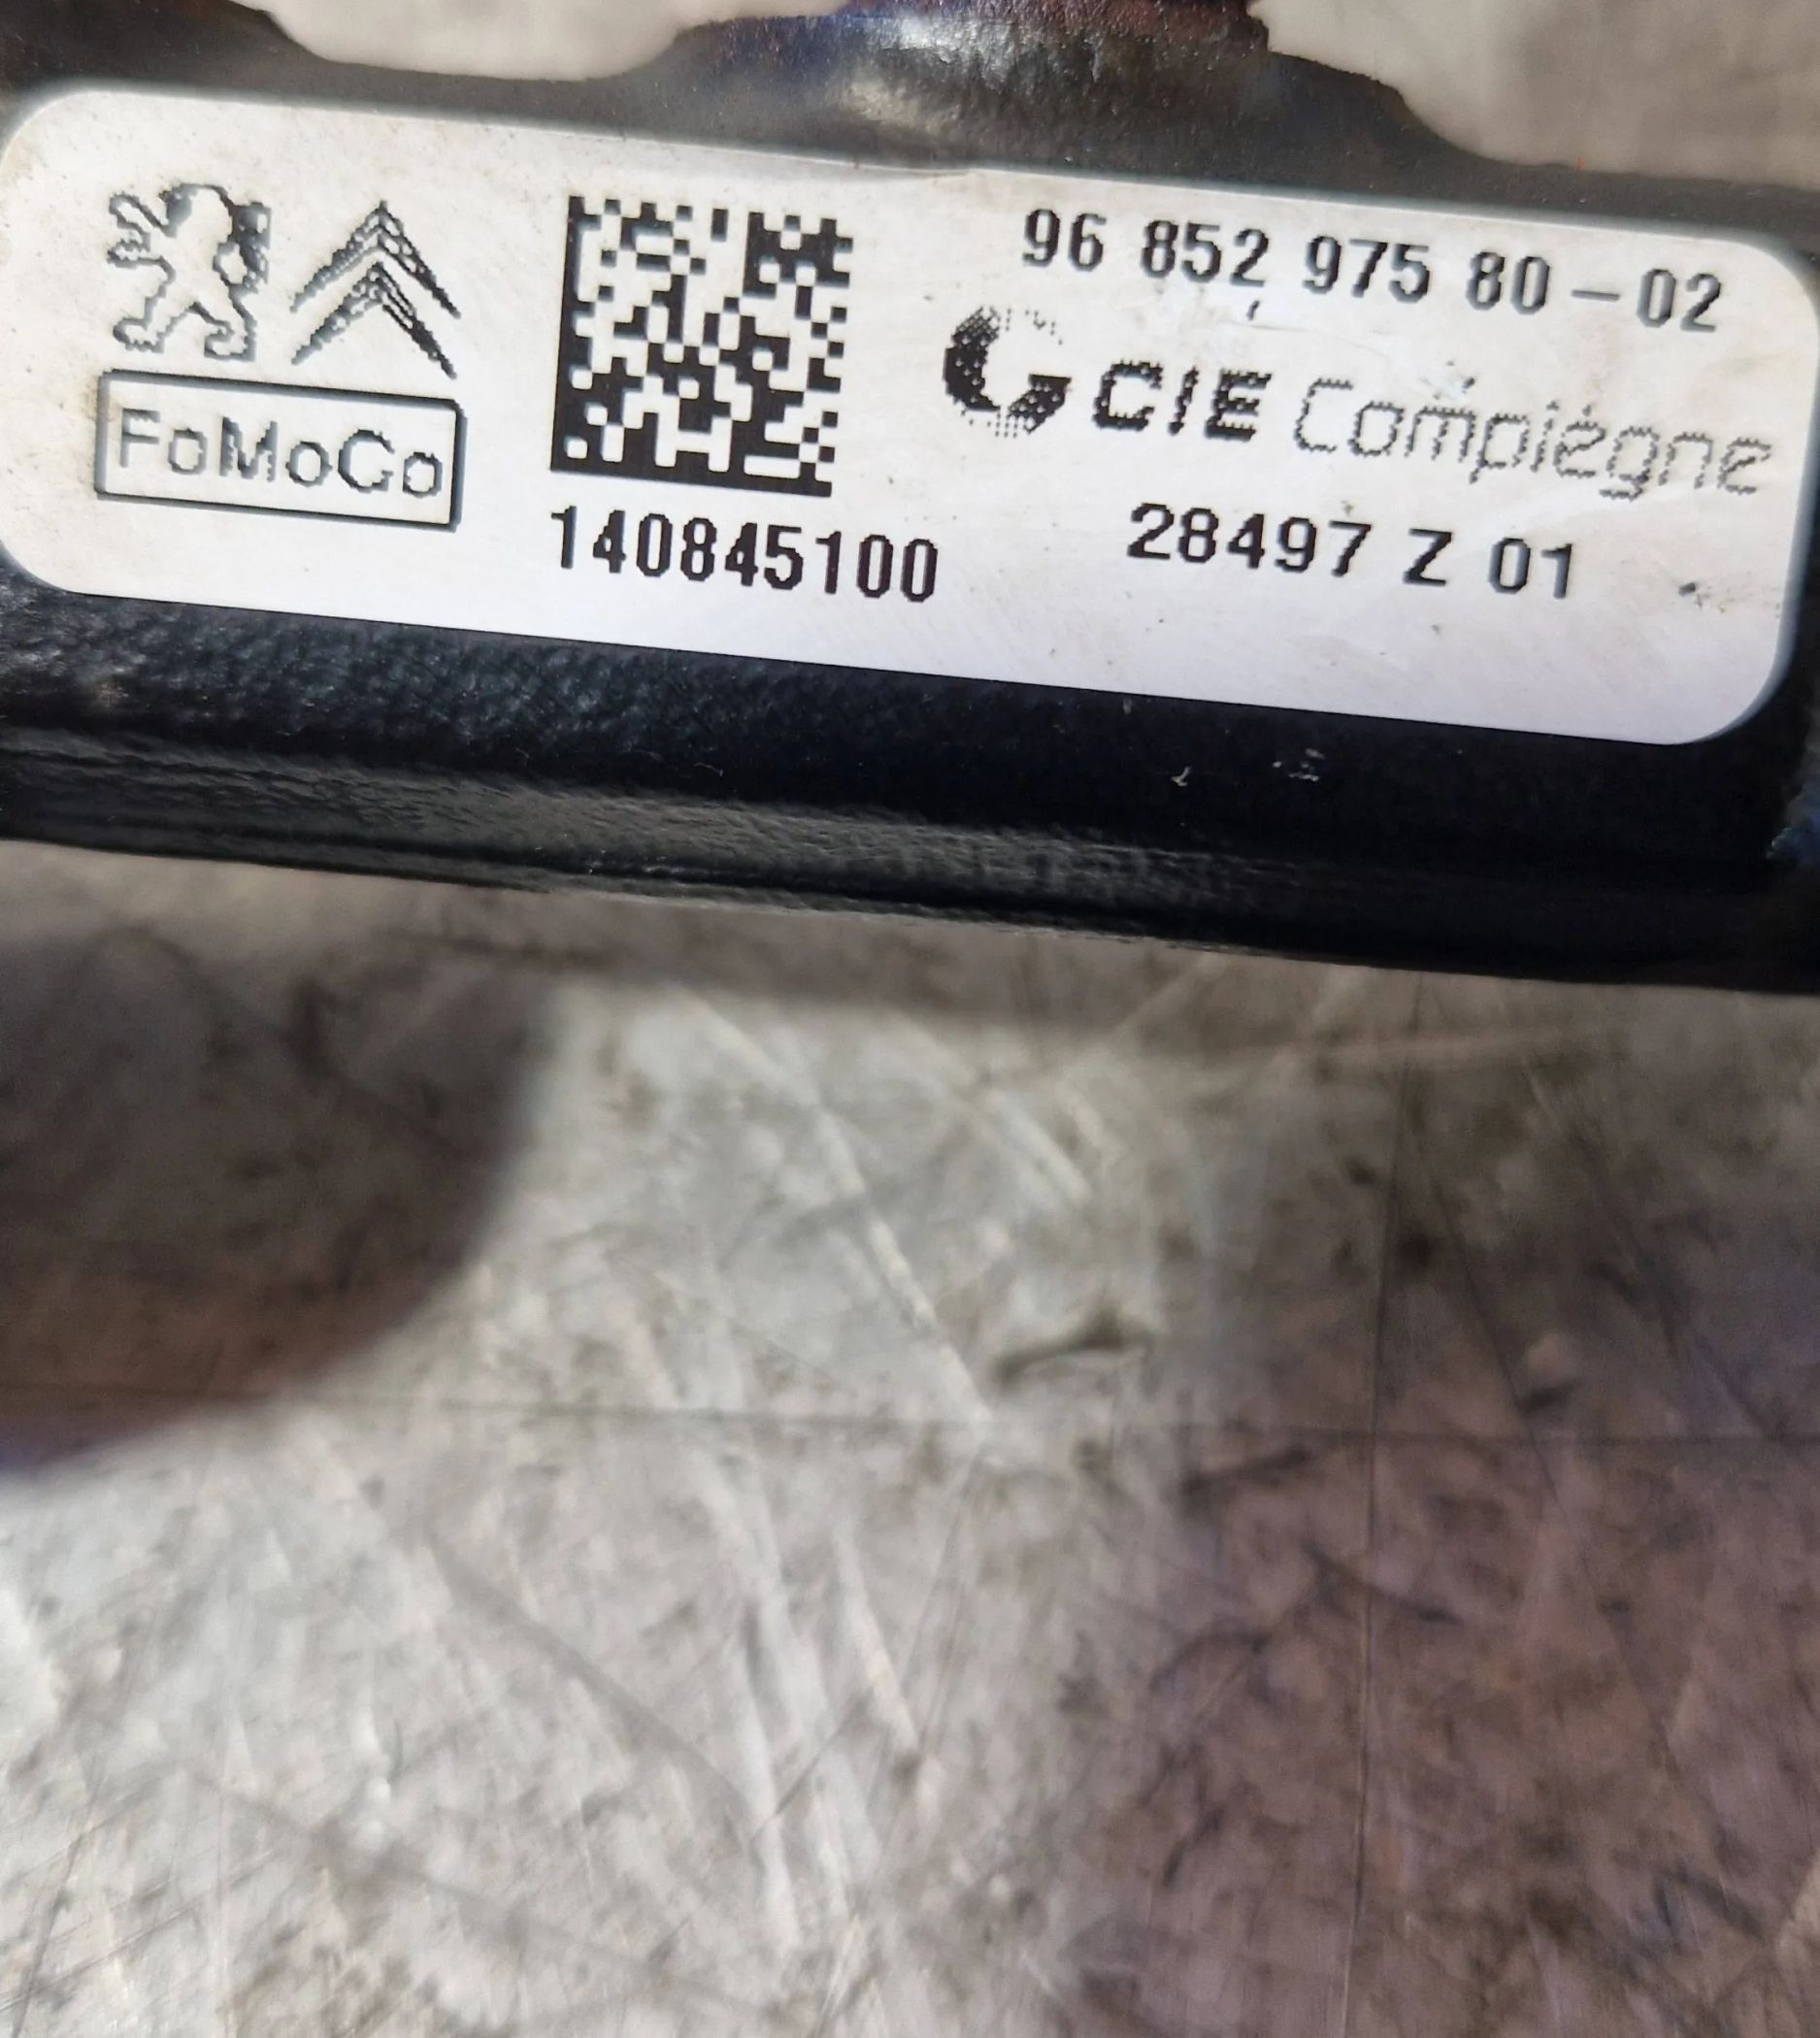 96 852 975 80-02
CIE Compiègne
FoMoCo
140845100
28497 Z 01